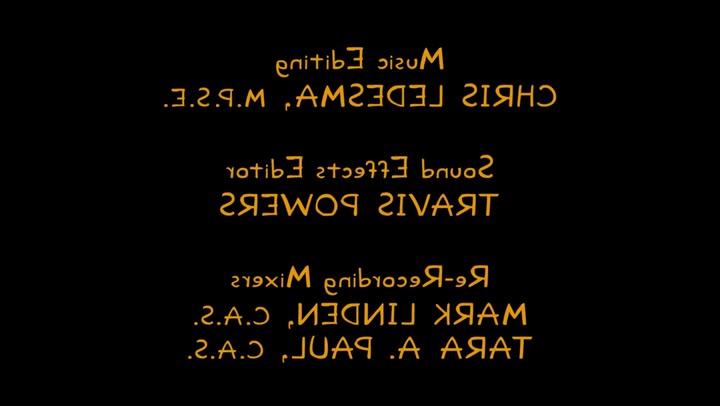 Music Editing
CHRIS LEDESMA, M.P.S.E.
Sound Effects Editor
TRAVIS POWERS
Re-Recording Mixers
MARK LINDEN, C.A.S.
TARA A. PAUL, C.A.S.